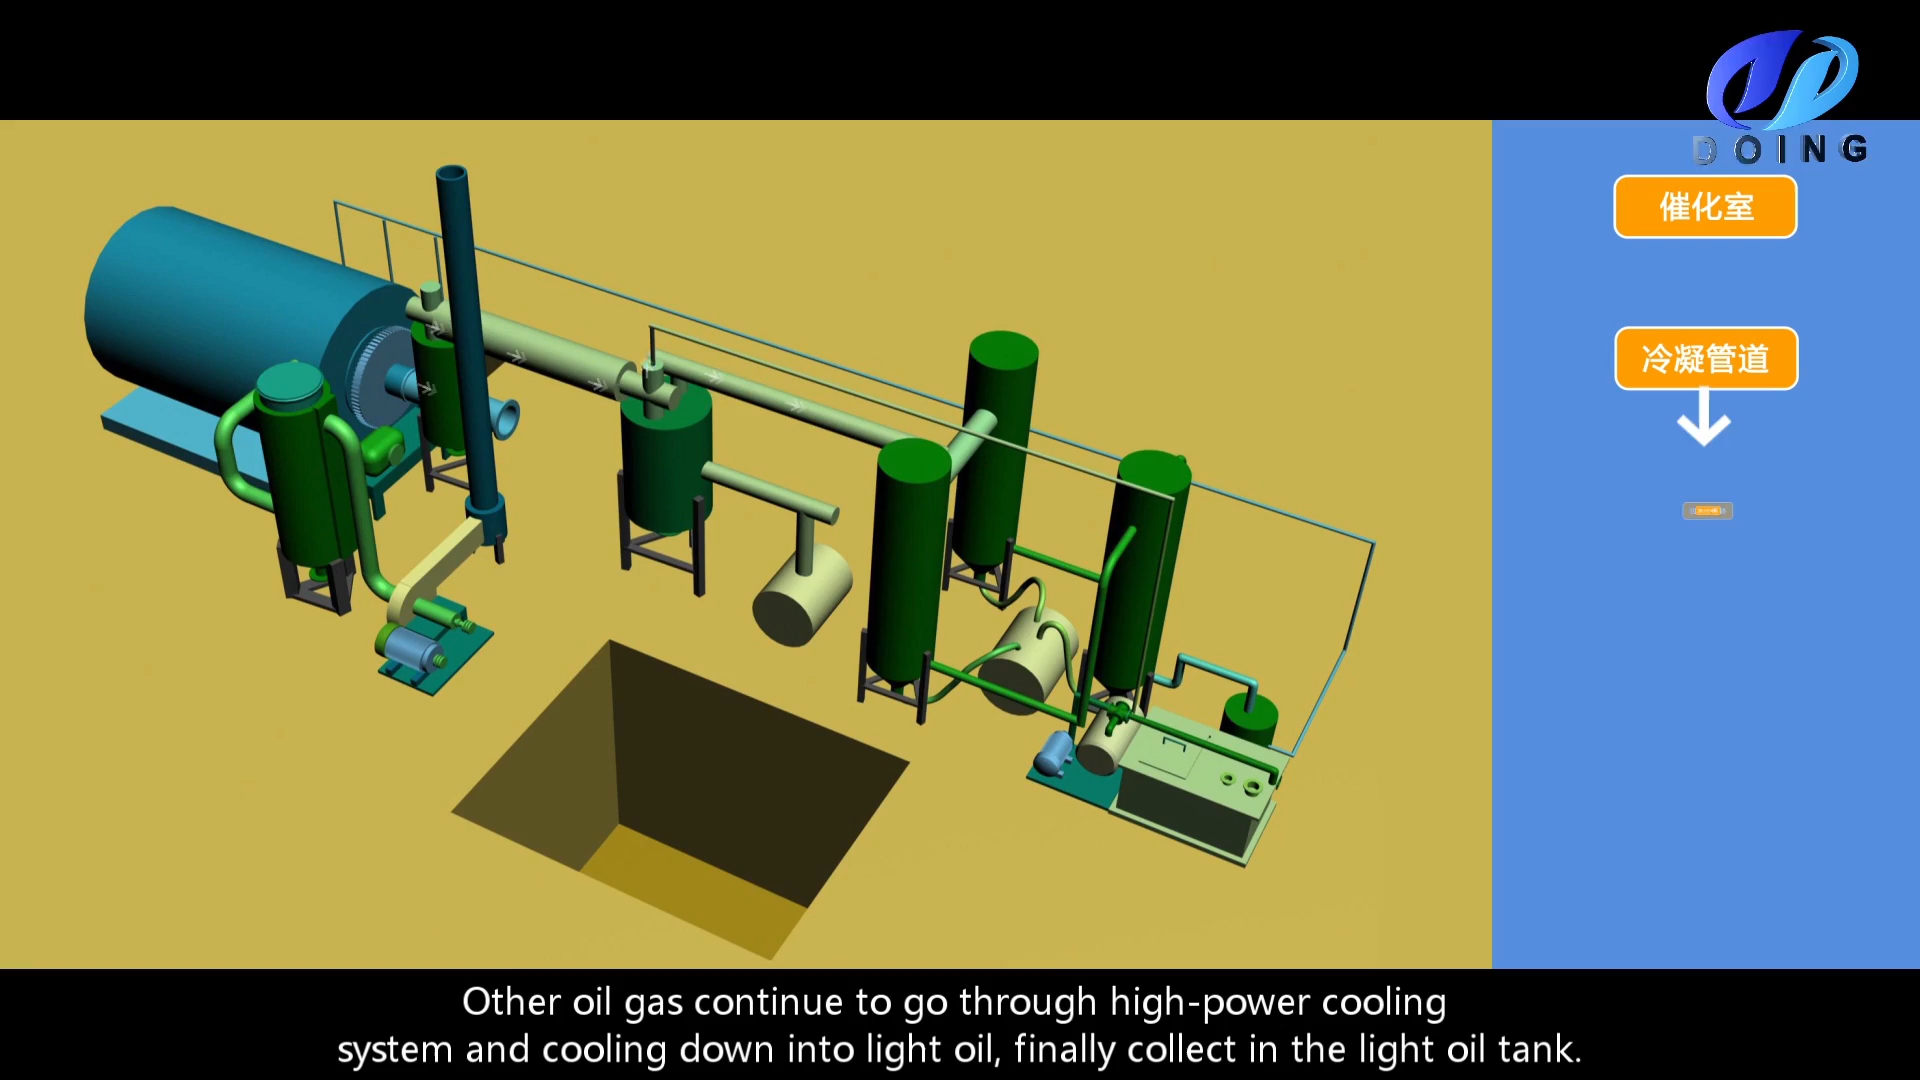 DOING
催化室
冷凝管道
Other oil gas continue to go through high-power cooling
system and cooling down into light oil, finally collect in the light oil tank.